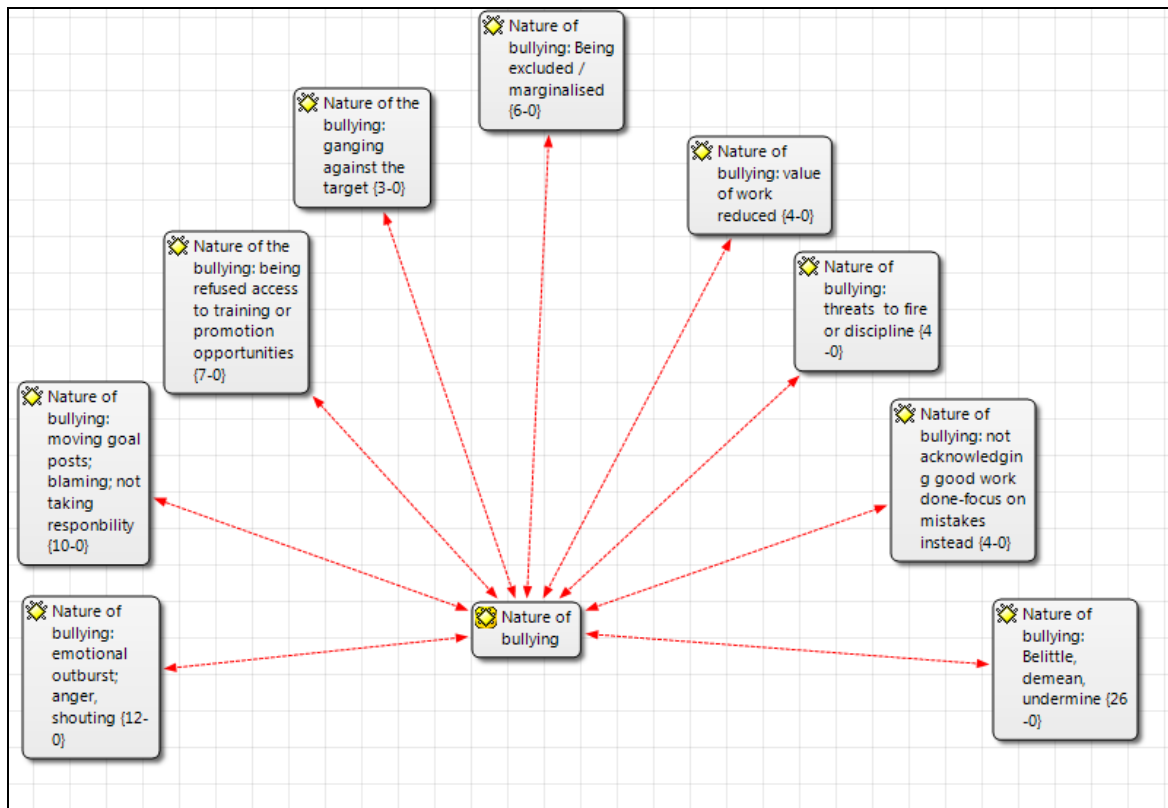 Nature of
bullying: Being
excluded /
marginalised
{6-0}
Nature of the
bullying:
ganging
against the
target {3-0}
Nature of
bullying: value
of work
reduced {4-0}
Nature of the
bullying: being
refused access
to training or
promotion
opportunities
{7-0}
Nature of
bullying:
threats  to fire
or discipline {4
-0}
Nature of
bullying:
moving goal
posts;
blaming; not
taking
responbility
{10-0}
Nature of
bullying: not
acknowledgin
g good work
done-focus on
mistakes
instead {4-0}
Nature of
bullying:
emotional
outburst;
anger,
shouting {12-
0}
Nature of
bullying
Nature of
bullying:
Belittle,
demean,
undermine {26
-0}